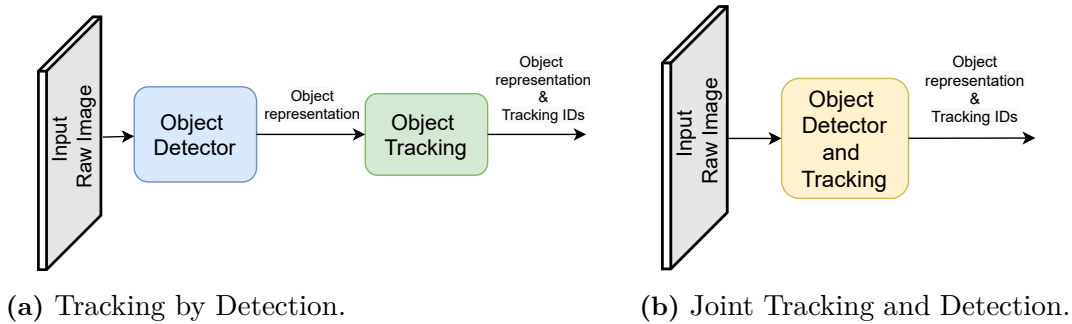 Input
Raw Image
Object
Detector
Object
representation
Object
Tracking
Object
representation
&
Tracking IDs
(a) Tracking by Detection.
Input
Raw Image
Object
Detector
and
Tracking
Object
representation
&
Tracking IDs
(b) Joint Tracking and Detection.